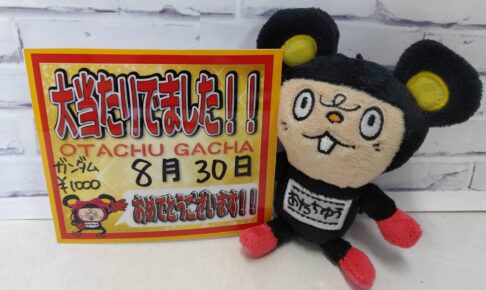 大当たりでました！！
OTACHU GACHA
ガンダム
¥1000
8月30日
おめでとうございます！！
おたちゅう